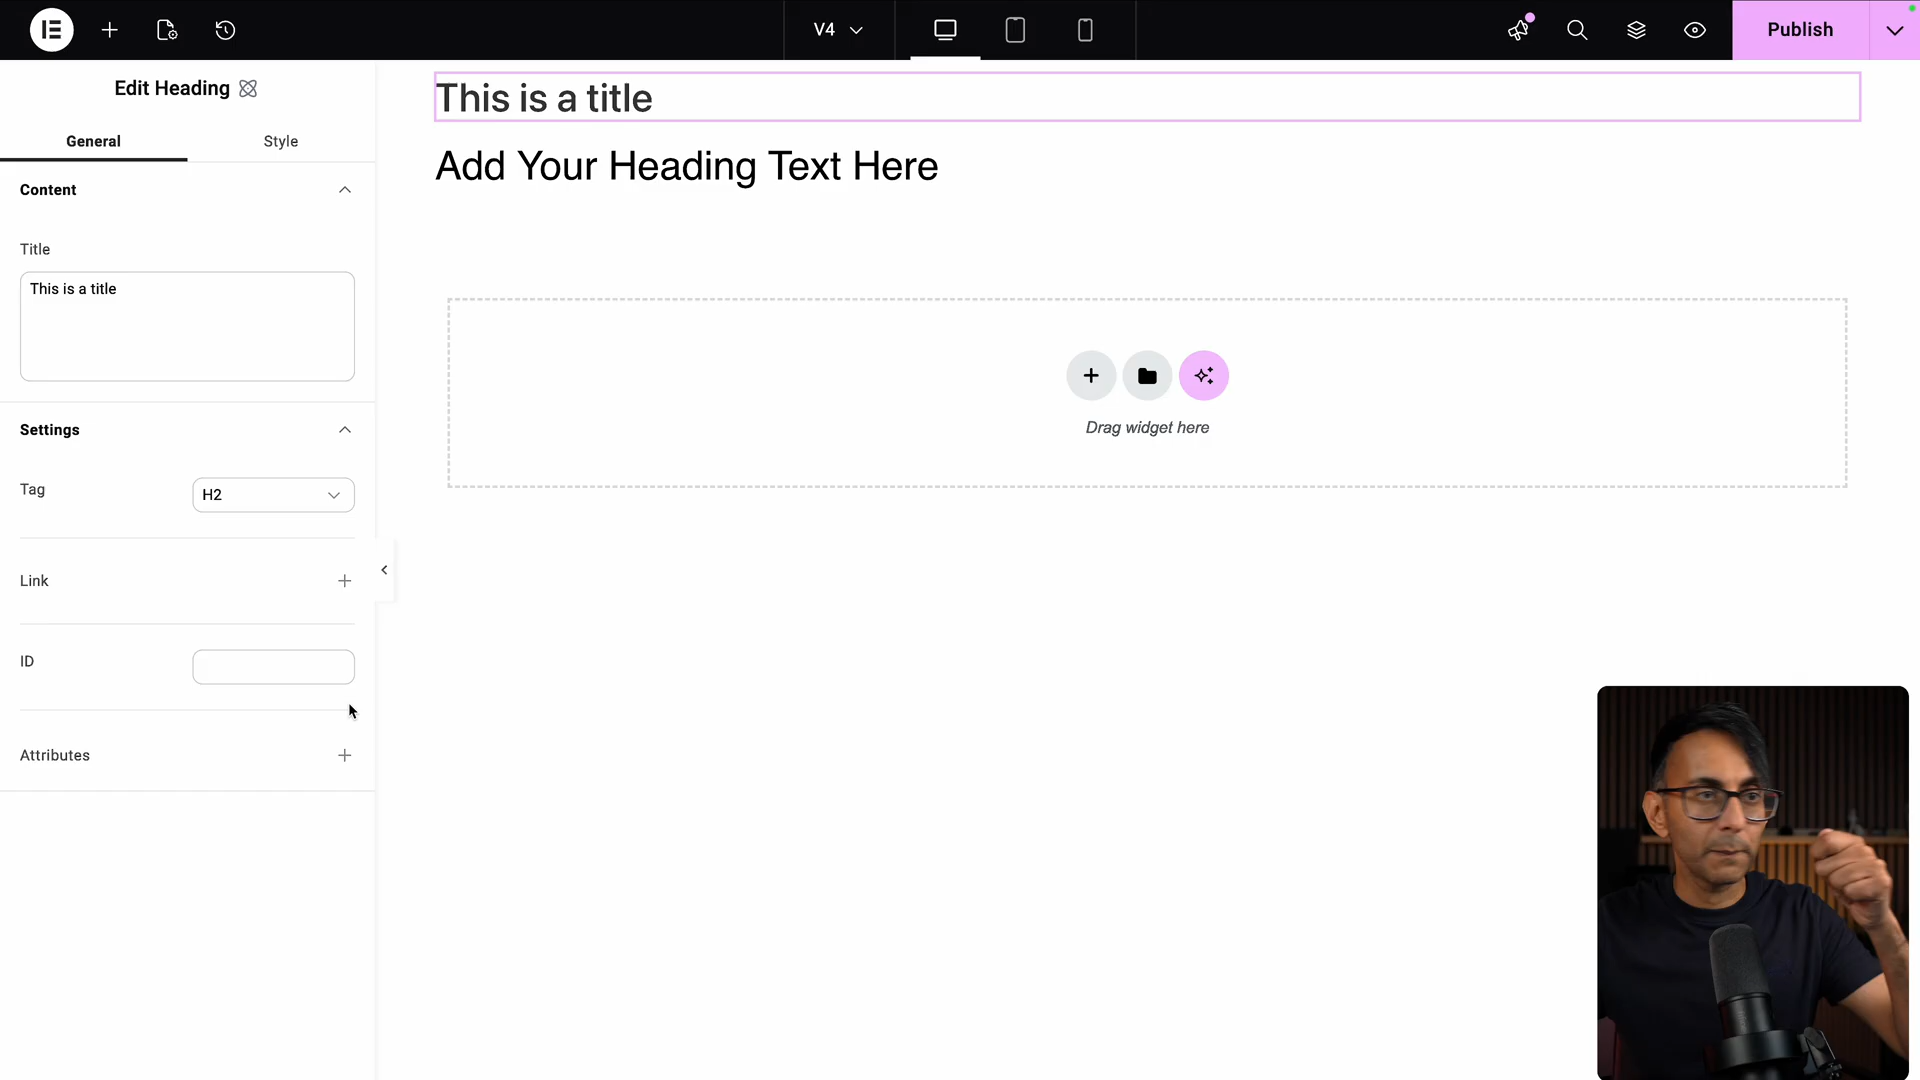 V4
Publish
Edit Heading
General
Style
Content
Title
This is a title
Settings
Tag
H2
Link
ID
Attributes
This is a title
Add Your Heading Text Here
Drag widget here